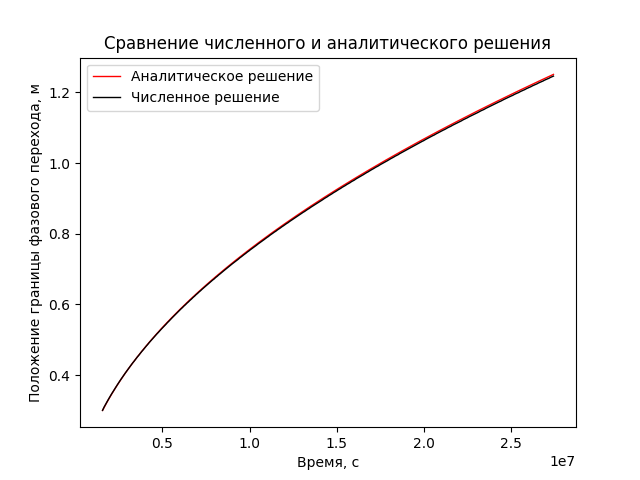 Сравнение численного и аналитического решения
Аналитическое решение
Численное решение
Положение границы фазового перехода, м
1.2
1.0
0.8
0.6
0.4
0.5
1.0
1.5
2.0
2.5
1e7
Время, с